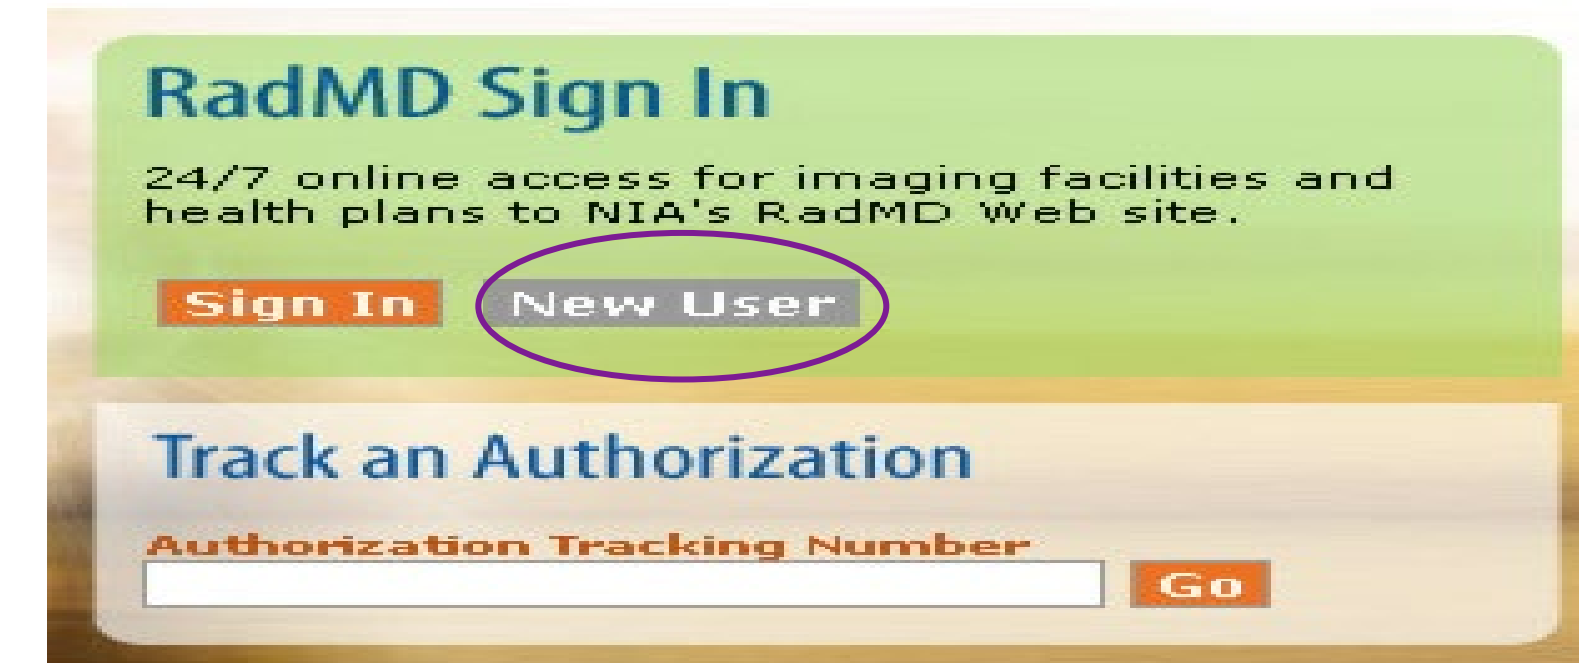 RadMD Sign In
24/7 online access for imaging facilities and
health plans to NIA's RadMD Web site.
Sign In New User
Track an Authorization
Authorization Tracking Number
Go